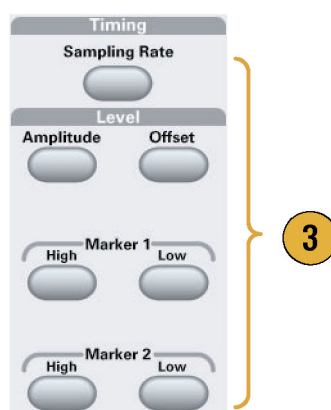 Timing
Sampling Rate
Level
Amplitude Offset
Marker 1
High Low
Marker 2
High Low
3